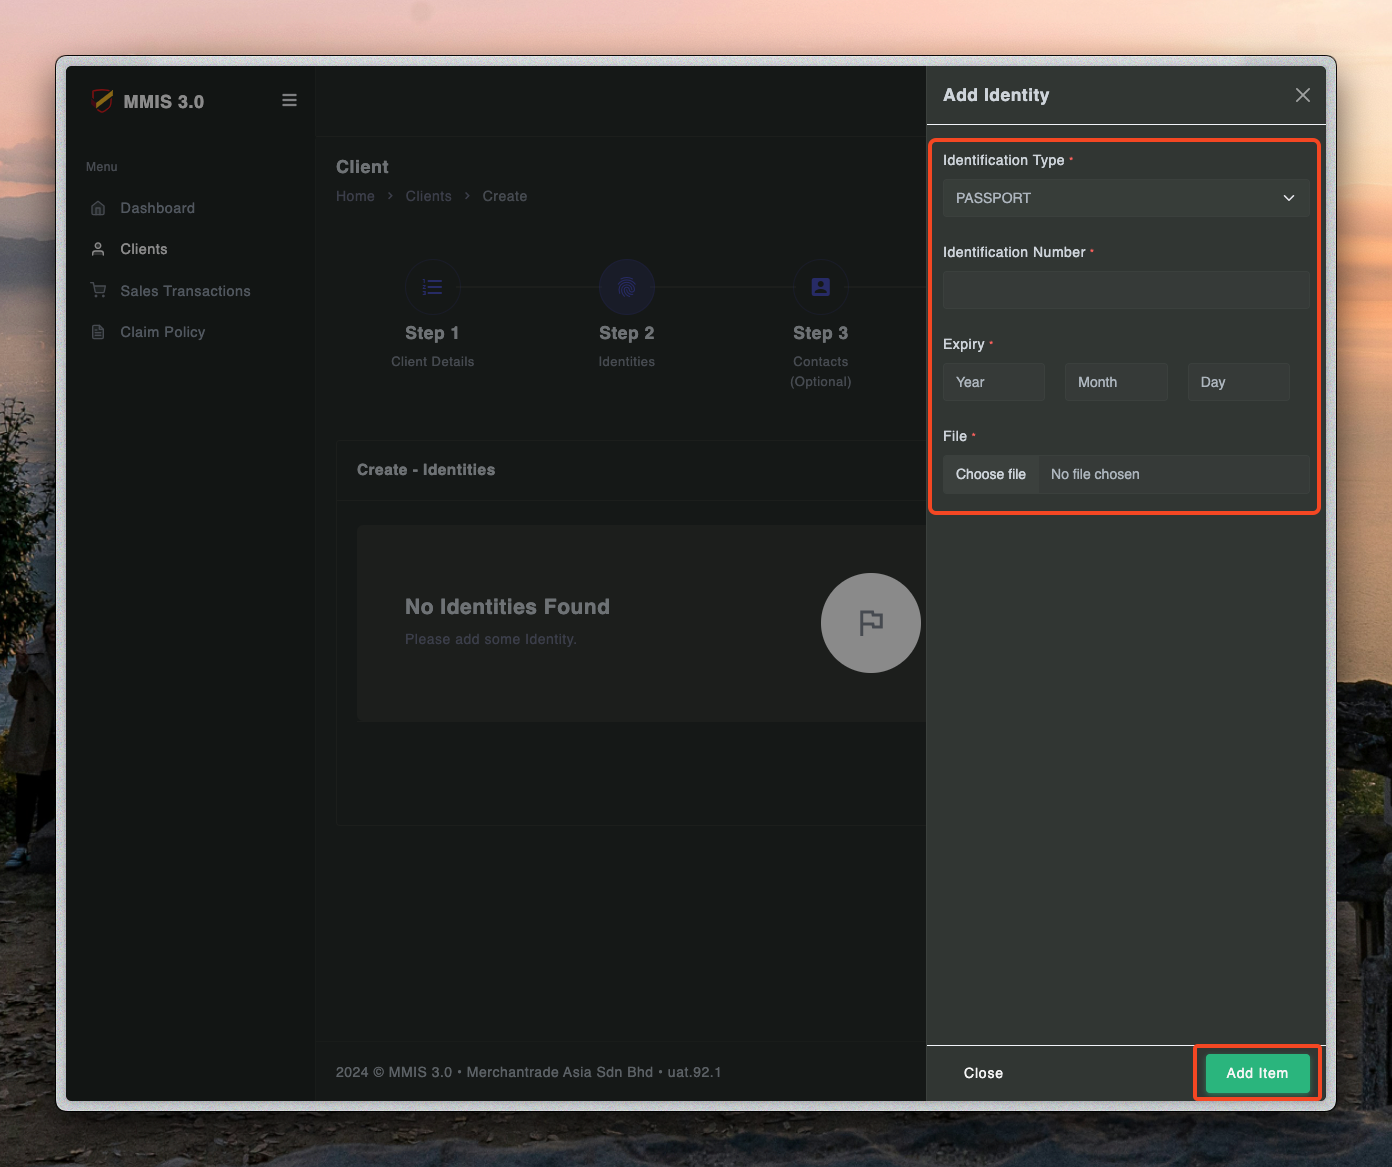 MMIS 3.0
Menu
Dashboard
Clients
Sales Transactions
Claim Policy
Client
Home > Clients > Create
Step 1
Client Details
Step 2
Identities
Step 3
Contacts
(Optional)
Create - Identities
No Identities Found
Please add some Identity.
2024 © MMIS 3.0 • Merchantrade Asia Sdn Bhd • uat.92.1
Add Identity
Identification Type *
PASSPORT
Identification Number *
Expiry *
Year Month Day
File *
Choose file No file chosen
Close
Add Item